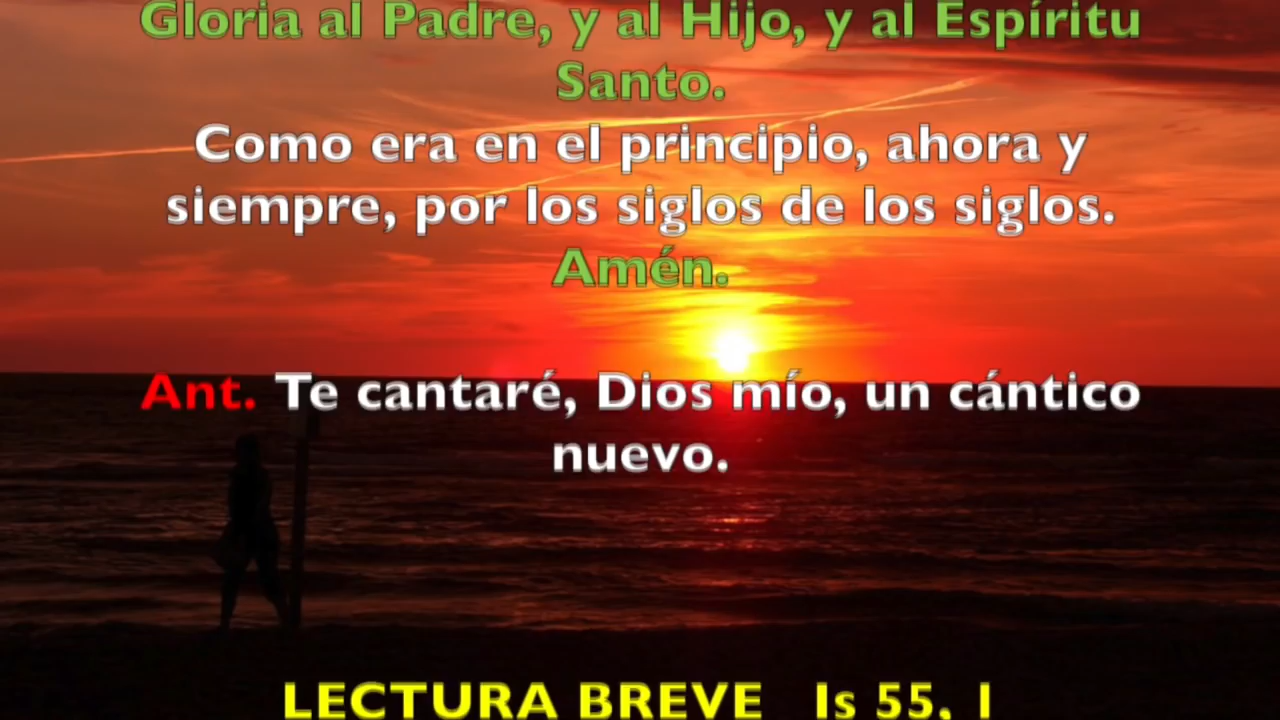 Gloria al Padre, y al Hijo, y al Espíritu
Santo.
Como era en el principio, ahora y
siempre, por los siglos de los siglos.
Amén.
Ant. Te cantaré, Dios mío, un cántico
nuevo.
LECTURA BREVE Is 55, 1